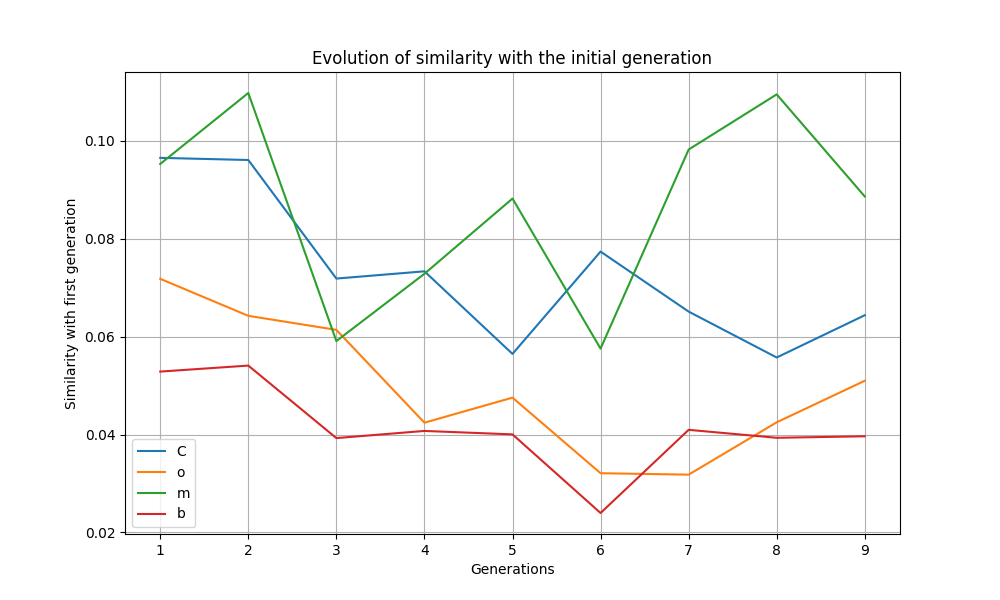 Evolution of similarity with the initial generation
Similarity with first generation
0.10
0.08
0.06
0.04
0.02
C
o
m
b
1 2 3 4 5 6 7 8 9
Generations